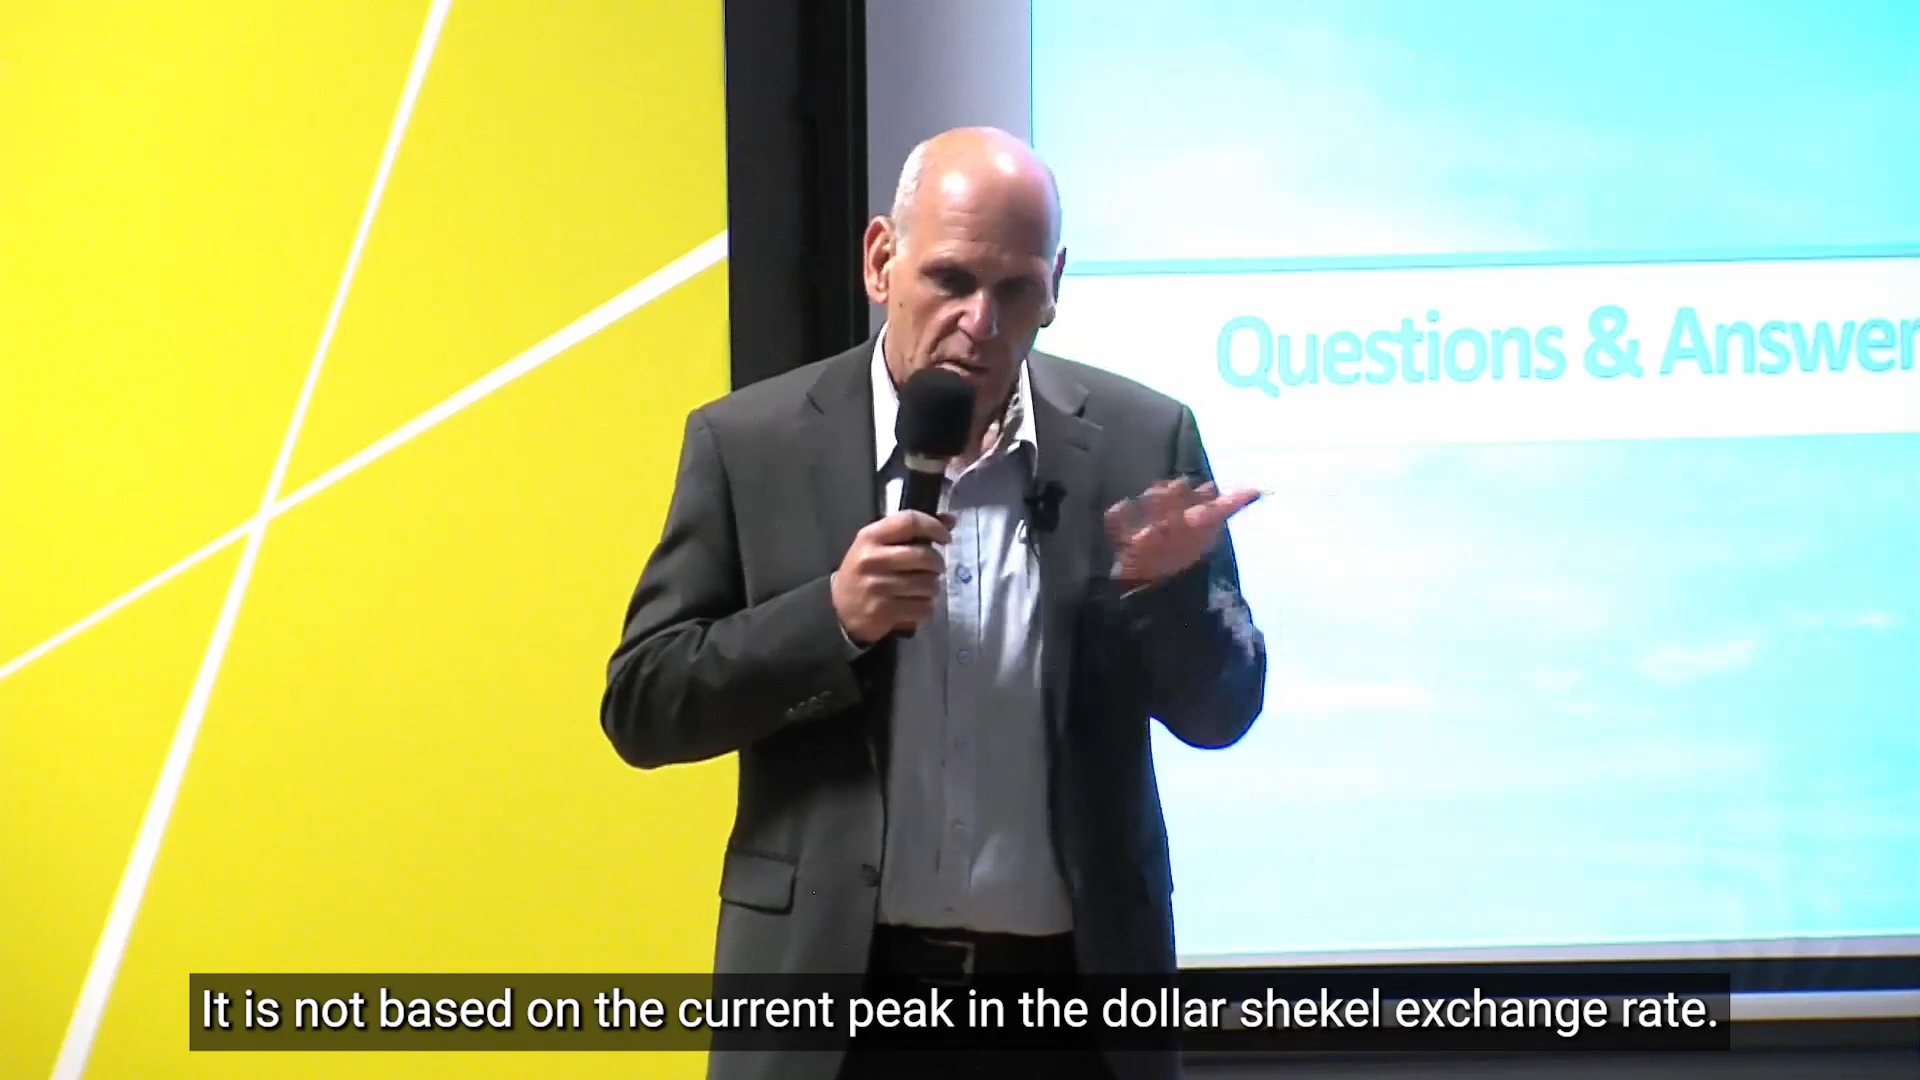 Questions & Answer
It is not based on the current peak in the dollar shekel exchange rate.